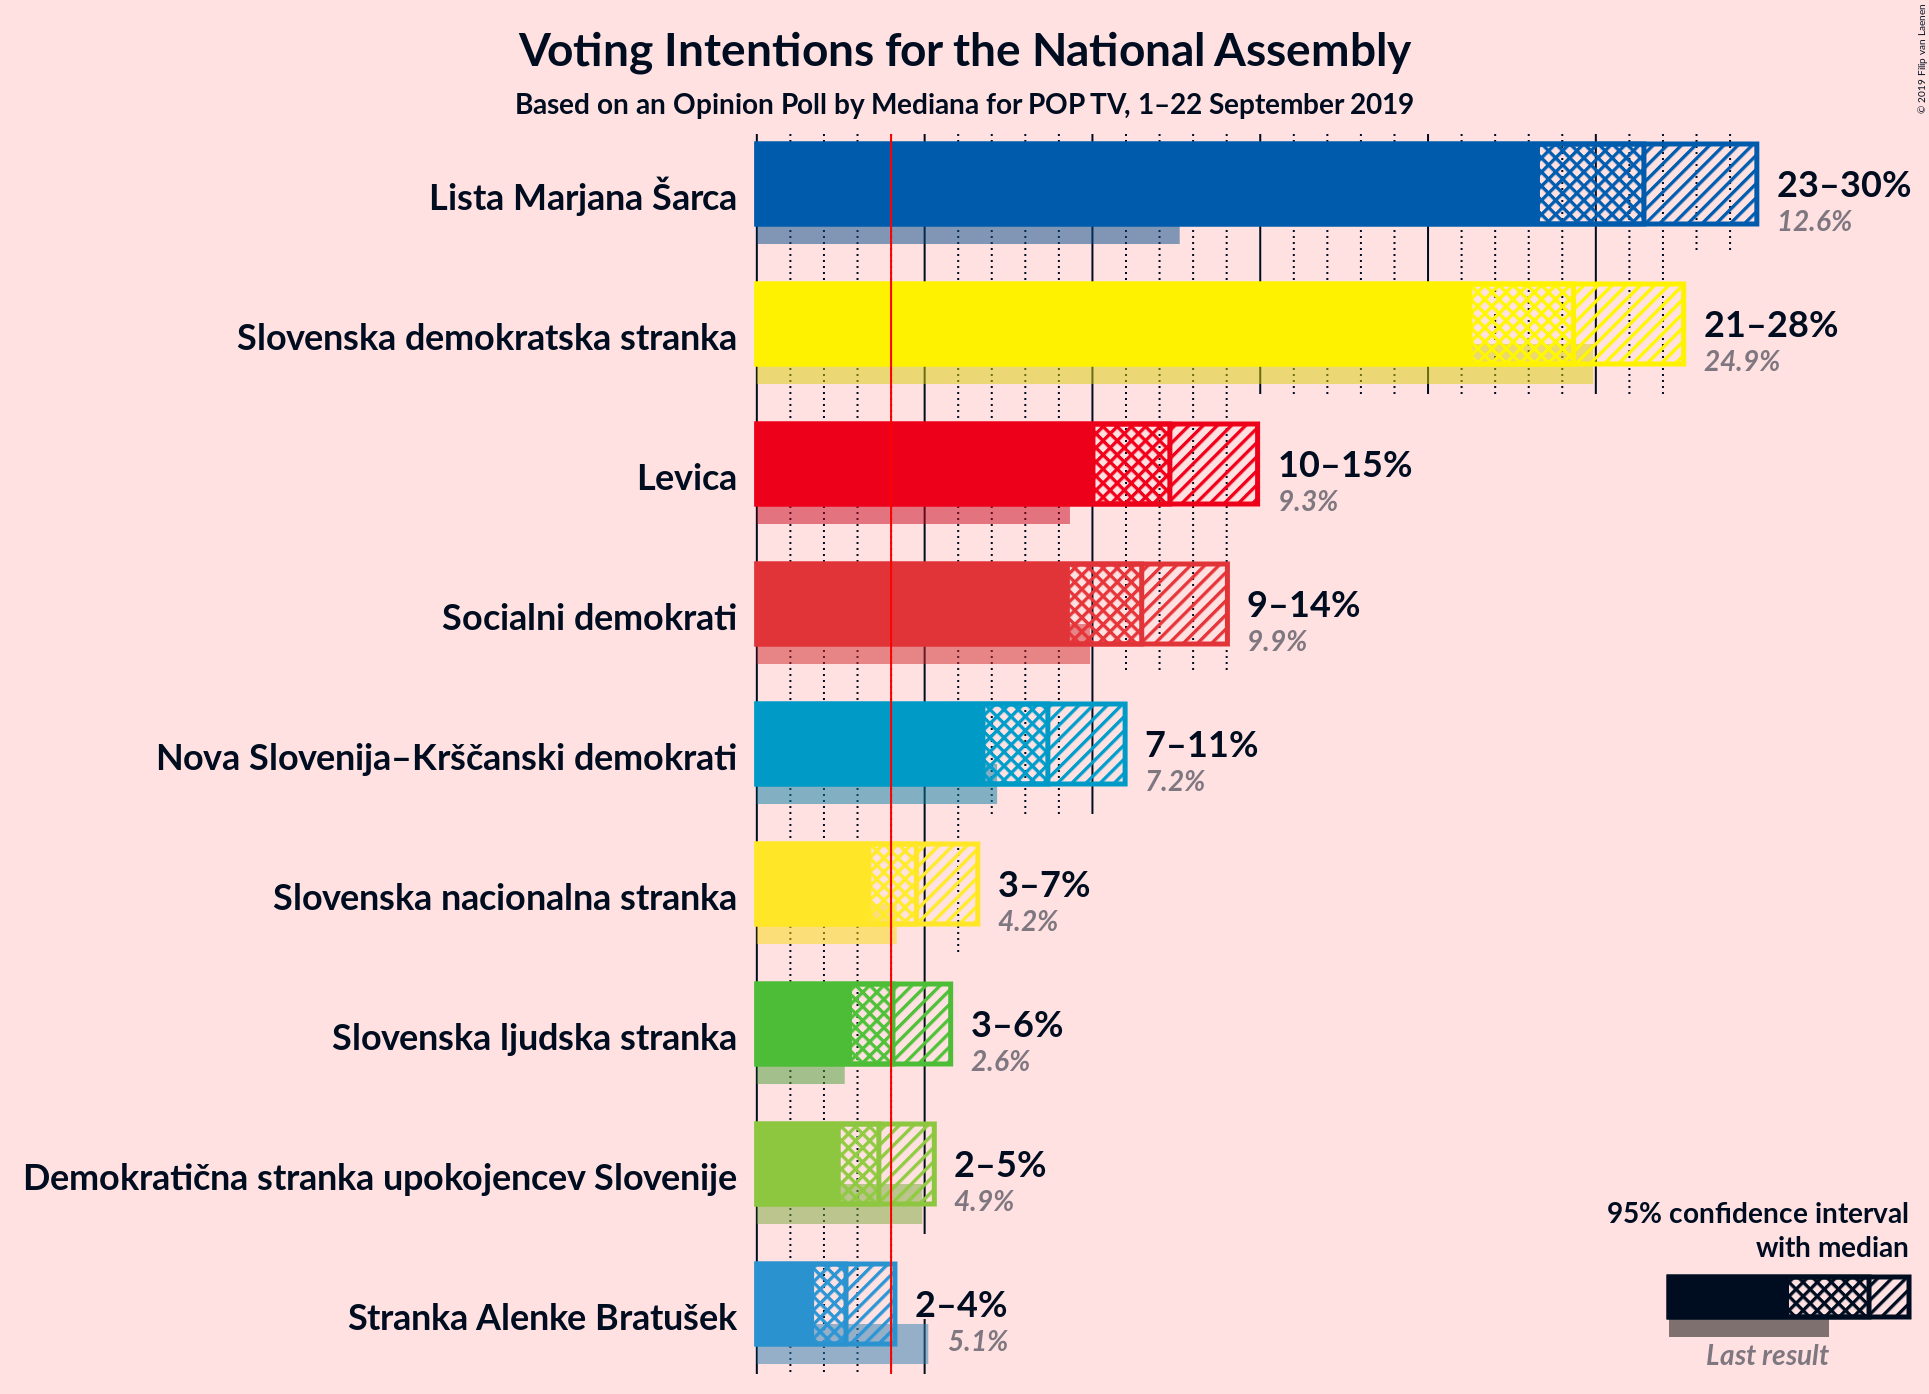 Voting Intentions for the National Assembly
Based on an Opinion Poll by Mediana for POP TV, 1–22 September 2019
© 2019 Filip van Laenen
Lista Marjana Šarca
23–30%
12.6%
Slovenska demokratska stranka
21–28%
24.9%
Levica
10–15%
9.3%
Socialni demokrati
9–14%
9.9%
Nova Slovenija–Krščanski demokrati
7–11%
7.2%
Slovenska nacionalna stranka
3–7%
4.2%
Slovenska ljudska stranka
3–6%
2.6%
Demokratična stranka upokojencev Slovenije
2–5%
4.9%
Stranka Alenke Bratušek
2–4%
5.1%
95% confidence interval
with median
Last result